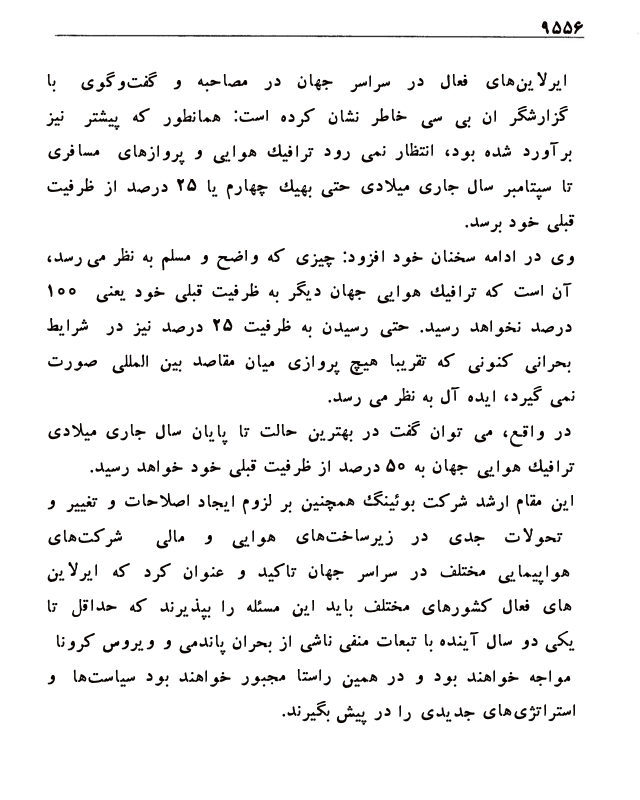 ۹۵۵۶
ایرلاین‌های فعال در سراسر جهان در مصاحبه و گفت‌وگوی با
گزارشگر ان بی سی خاطر نشان کرده است: همانطور که پیشتر نیز
برآورد شده بود، انتظار نمی رود ترافیک هوایی و پروازهای مسافری
تا سپتامبر سال جاری میلادی حتی بهیک چهارم یا ۲۵ درصد از ظرفیت
قبلی خود برسد.
وی در ادامه سخنان خود افزود: چیزی که واضح و مسلم به نظر می رسد،
آن است که ترافیک هوایی جهان دیگر به ظرفیت قبلی خود یعنی ۱۰۰
درصد نخواهد رسید. حتی رسیدن به ظرفیت ۲۵ درصد نیز در شرایط
بحرانی کنونی که تقریبا هیچ پروازی میان مقاصد بین المللی صورت
نمی گیرد، ایده آل به نظر می رسد.
در واقع، می توان گفت در بهترین حالت تا پایان سال جاری میلادی
ترافیک هوایی جهان به ۵۰ درصد از ظرفیت قبلی خود خواهد رسید.
این مقام ارشد شرکت بوئینگ همچنین بر لزوم ایجاد اصلاحات و تغییر و
تحولات جدی در زیرساخت‌های هوایی و مالی شرکت‌های
هواپیمایی مختلف در سراسر جهان تاکید و عنوان کرد که ایرلاین
های فعال کشورهای مختلف باید این مسئله را بپذیرند که حداقل تا
یکی دو سال آینده با تبعات منفی ناشی از بحران پاندمی و ویروس کرونا
مواجه خواهند بود و در همین راستا مجبور خواهند بود سیاست‌ها و
استراتژی‌های جدیدی را در پیش بگیرند.